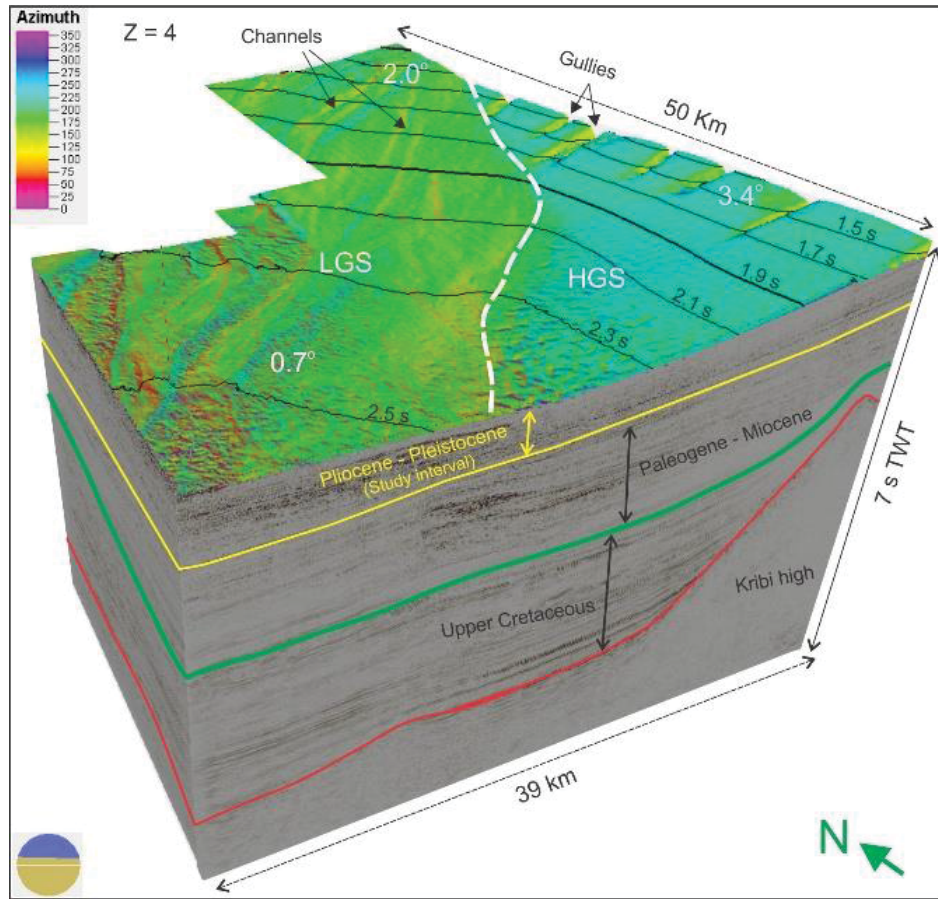 Azimuth
350
325
300
275
250
225
200
175
150
125
100
75
50
25
0
Z = 4
Channels
Gullies
2.0°
50 Km
3.4°
1.5 s
1.7 s
1.9 s
2.1 s
2.3 s
2.5 s
LGS
HGS
0.7°
Pliocene - Pleistocene
(Study interval)
Paleogene - Miocene
7 s TWT
Upper Cretaceous
Kribi high
39 km
N